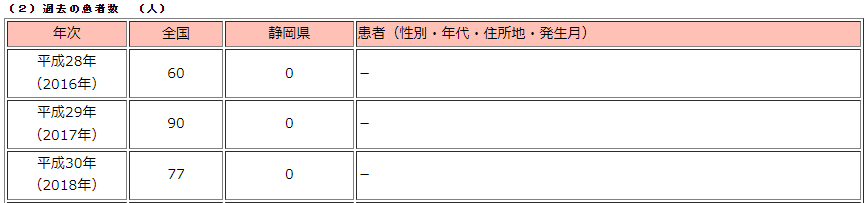 (２) 過去の患者数　（人）
年次 全国 静岡県 患者（性別・年代・住所地・発生月）
平成28年
（2016年） 60 0 －
平成29年
（2017年） 90 0 －
平成30年
（2018年） 77 0 －